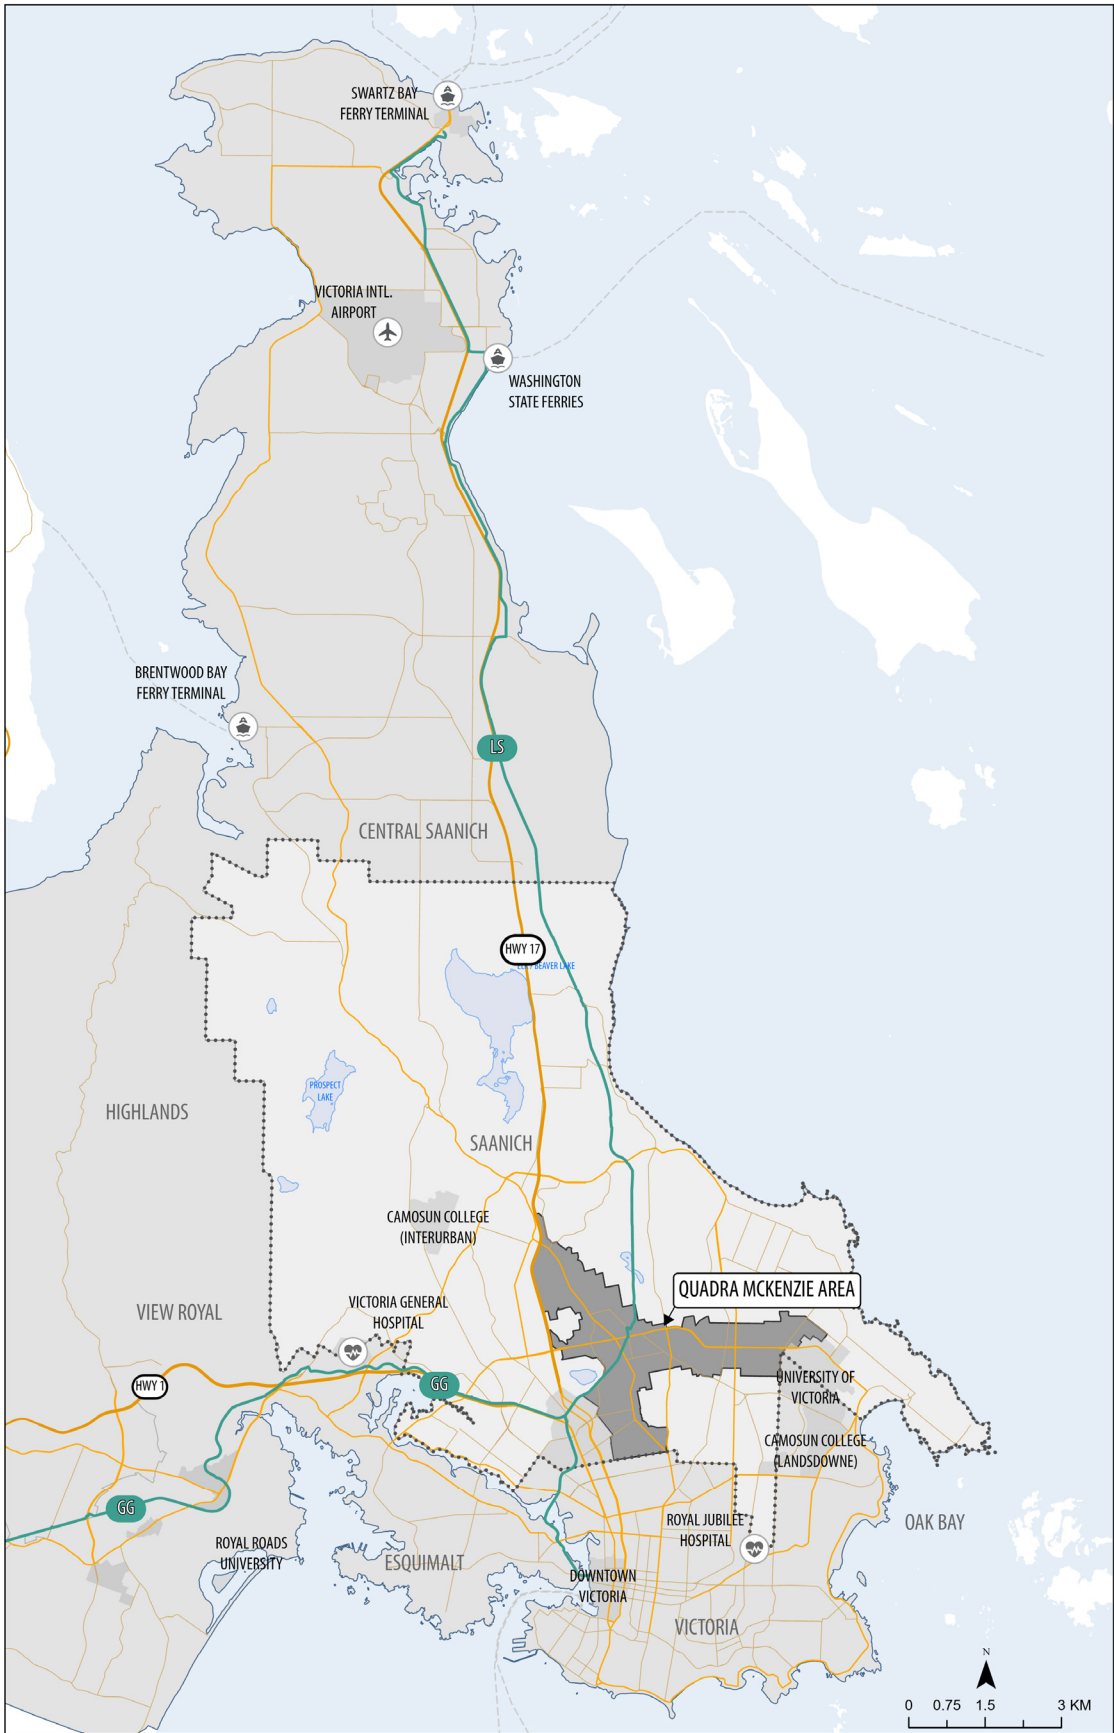 SWARTZ BAY
FERRY TERMINAL
VICTORIA INTL.
AIRPORT
WASHINGTON
STATE FERRIES
BRENTWOOD BAY
FERRY TERMINAL
LS
CENTRAL SAANICH
HWY 17
BEAVER LAKE
PROSPECT
LAKE
HIGHLANDS
SAANICH
CAMOSUN COLLEGE
(INTERURBAN)
QUADRA MCKENZIE AREA
VICTORIA GENERAL
HOSPITAL
VIEW ROYAL
HWY 1
GG
UNIVERSITY OF
VICTORIA
CAMOSUN COLLEGE
(LANDSDOWNE)
GG
ROYAL JUBILEE
HOSPITAL
OAK BAY
ROYAL ROADS
UNIVERSITY
ESQUIMALT
DOWNTOWN
VICTORIA
VICTORIA
N
0 0.75 1.5 3 KM